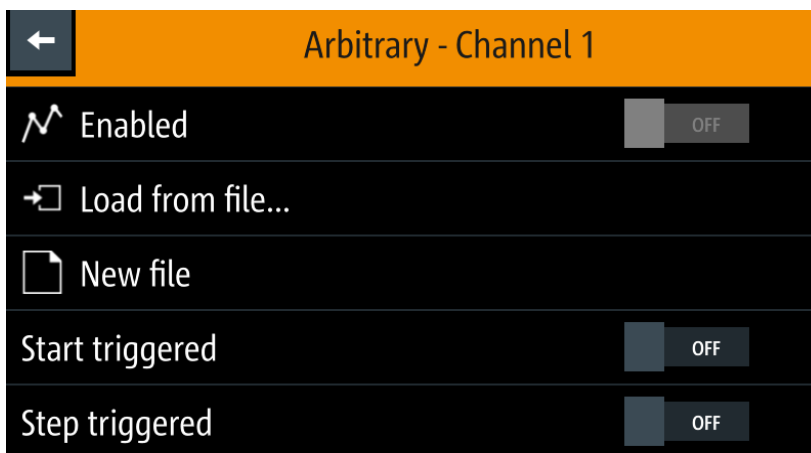 Arbitrary - Channel 1
Enabled OFF
Load from file...
New file
Start triggered OFF
Step triggered OFF